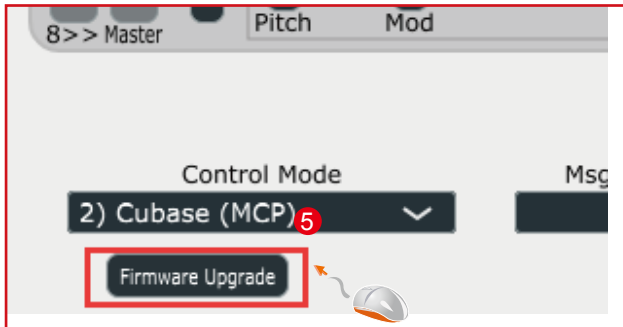 Pitch Mod
8>> Master
Control Mode Msg
2) Cubase (MCP) 5
Firmware Upgrade